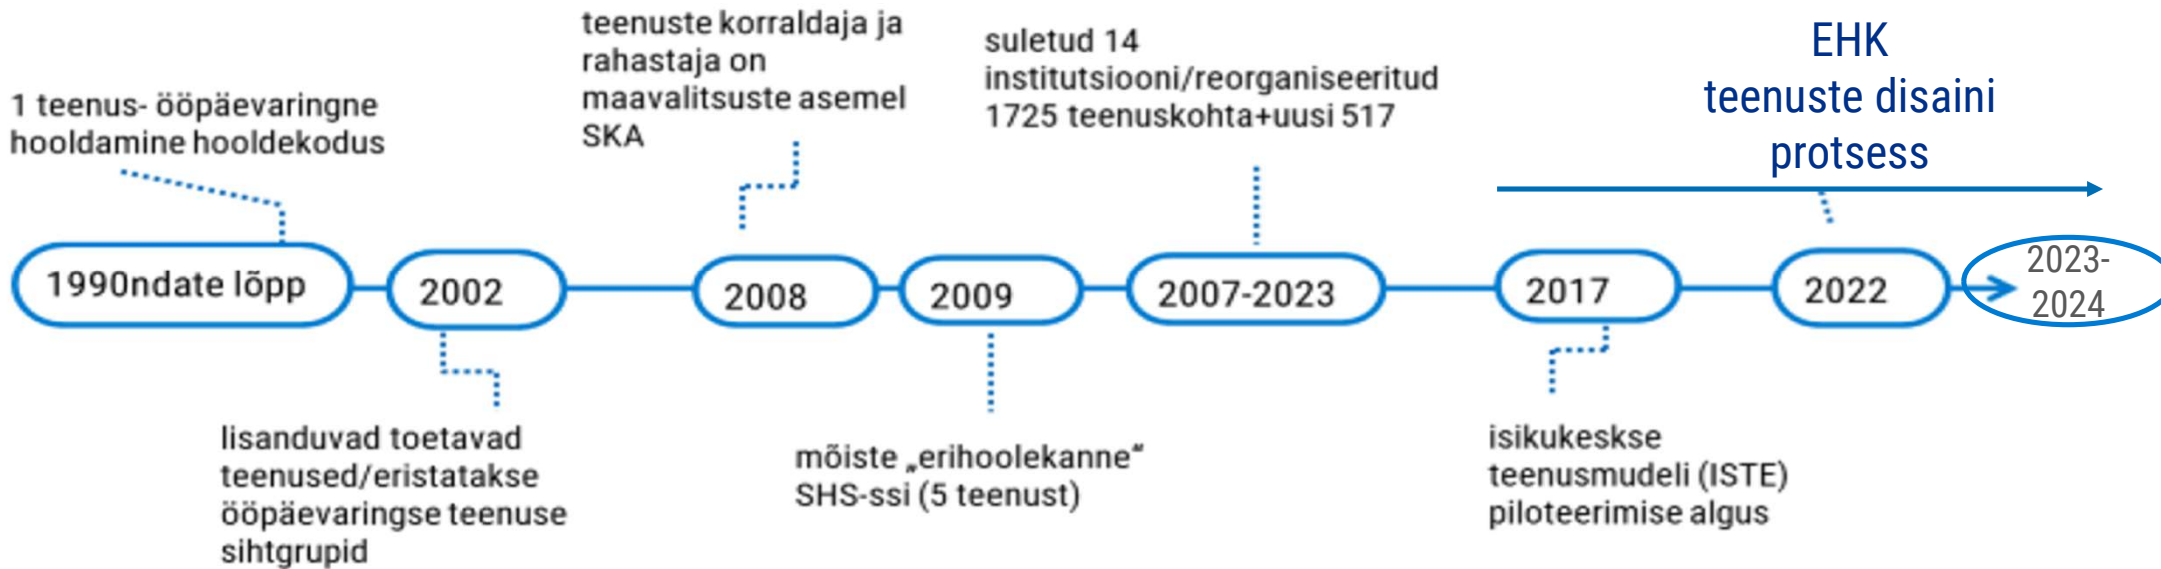 1 teenus- ööpäevaringne
hooldamine hooldekodus
teenuste korraldaja ja
rahastaja on
maavalitsuste asemel
SKA
suletud 14
institutsiooni/reorganiseeritud
1725 teenuskohta+uusi 517
EHK
teenuste disaini
protsess
1990ndate lõpp
2002
2008
2009
2007-2023
2017
2022
2023-
2024
lisanduvad toetavad
teenused/eristatakse
ööpäevaringse teenuse
sihtgrupid
mõiste „erihoolekanne“
SHS-ssi (5 teenust)
isikukeskse
teenusmudeli (ISTE)
piloteerimise algus